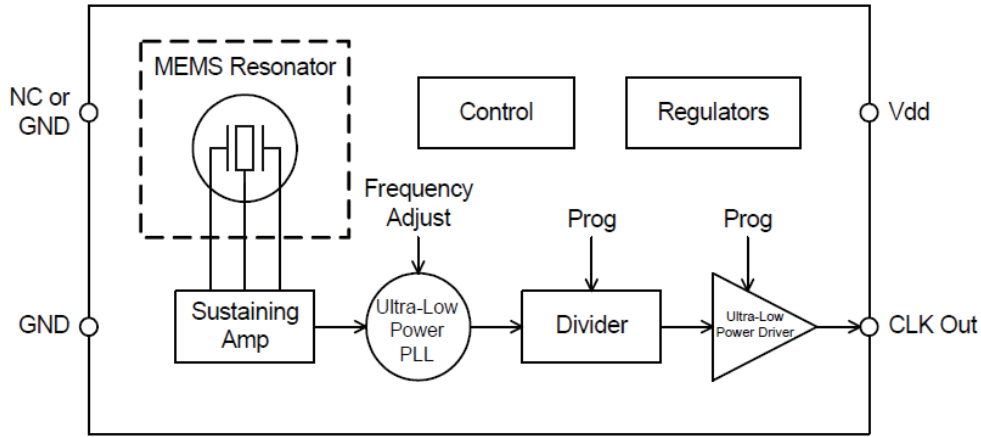 MEMS Resonator
NC or
GND
Control
Regulators
Vdd
Frequency
Adjust
Prog
Prog
GND
Sustaining
Amp
Ultra-Low
Power
PLL
Divider
Ultra-Low
Power Driver
CLK Out